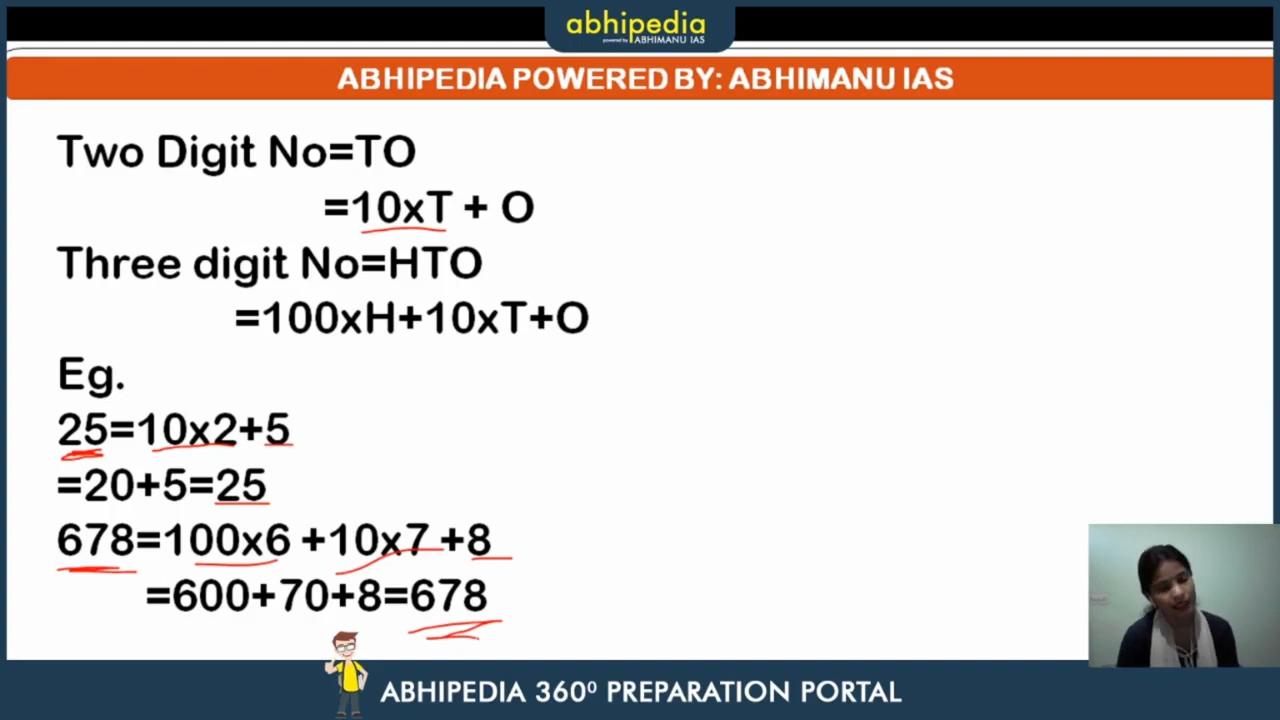 abhipedia
powered by ABHIMANU IAS
ABHIPEDIA POWERED BY: ABHIMANU IAS
Two Digit No=TO
=10xT + O
Three digit No=HTO
=100xH+10xT+O
Eg.
25=10x2+5
=20+5=25
678=100x6 +10x7 +8
=600+70+8=678
ABHIPEDIA 360⁰ PREPARATION PORTAL